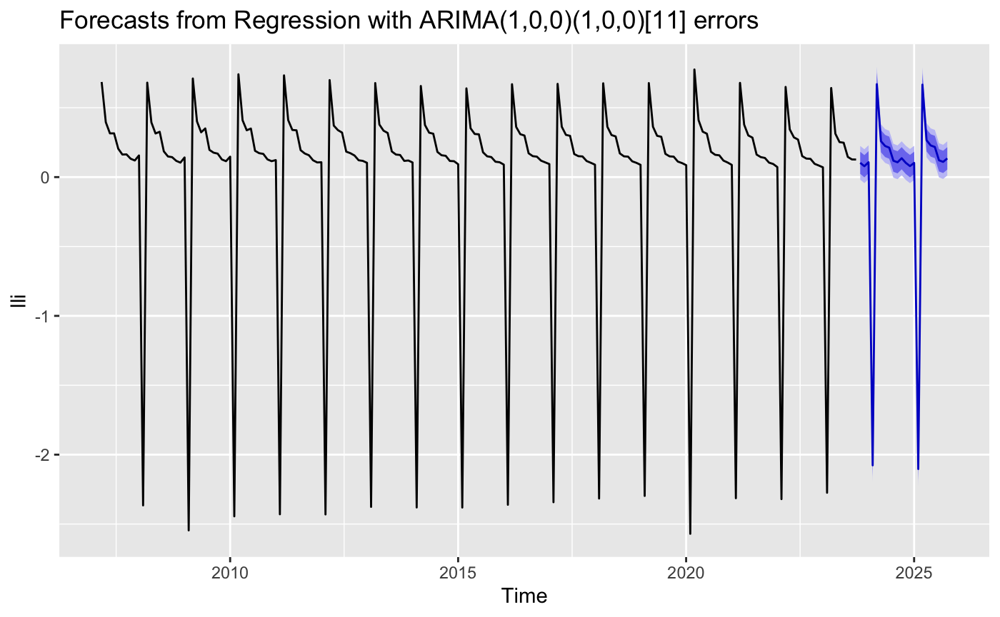 Forecasts from Regression with ARIMA(1,0,0)(1,0,0)[11] errors
0
-1
-2
lli
2010
2015
2020
2025
Time